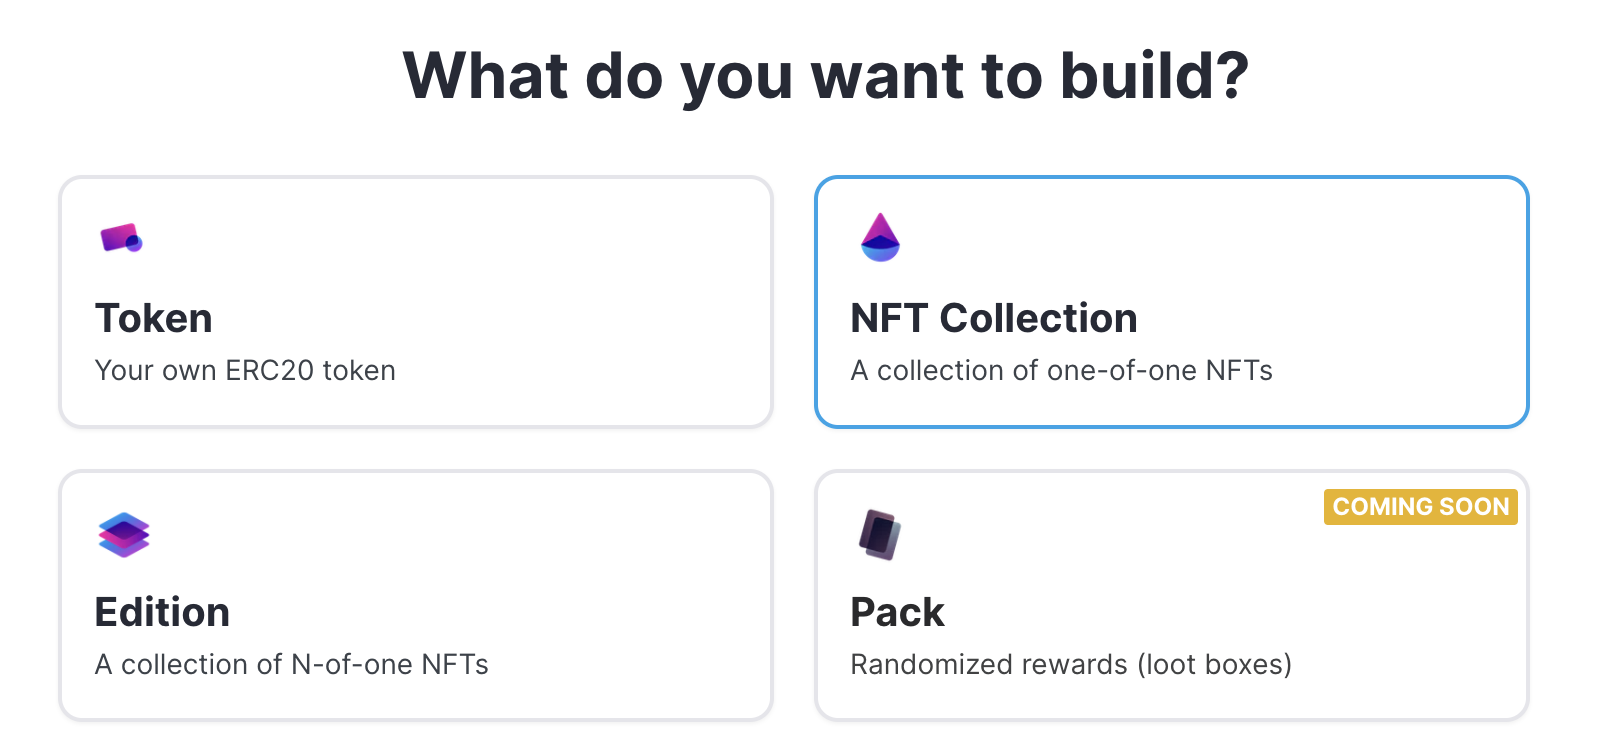 What do you want to build?
Token
Your own ERC20 token
NFT Collection
A collection of one-of-one NFTs
Edition
A collection of N-of-one NFTs
COMING SOON
Pack
Randomized rewards (loot boxes)